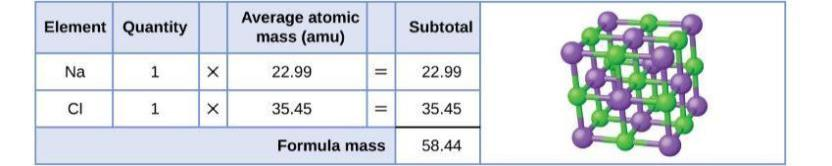 Element Quantity Average atomic mass (amu) Subtotal
Na 1 × 22.99 = 22.99
Cl 1 × 35.45 = 35.45
Formula mass 58.44